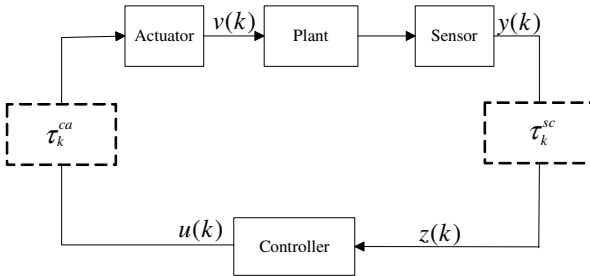 Actuator
v(k)
Plant
Sensor
y(k)
τ_k^{ca}
τ_k^{sc}
u(k)
Controller
z(k)